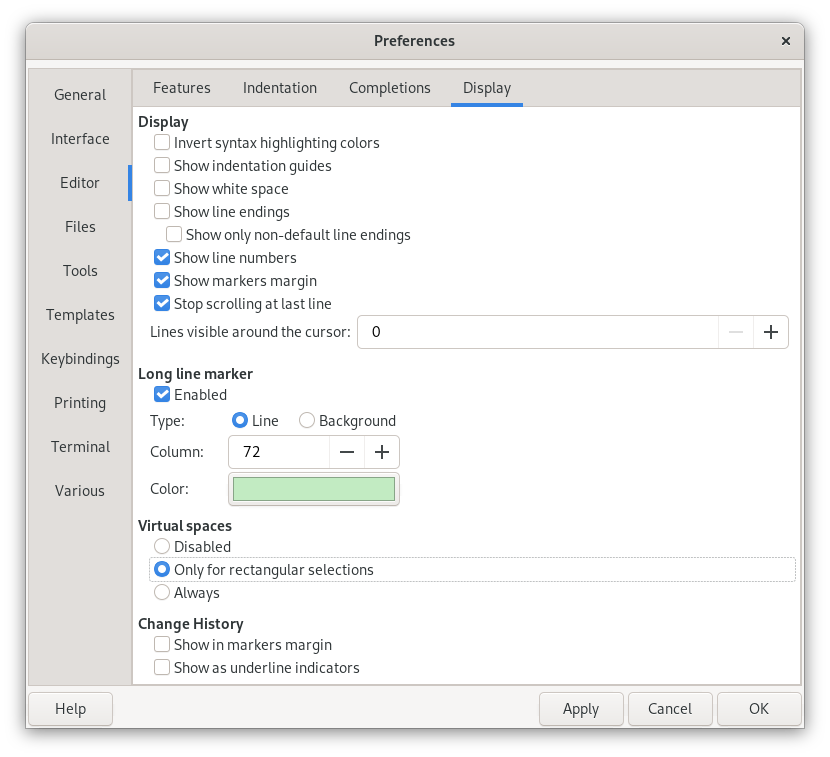 Preferences
General
Interface
Editor
Files
Tools
Templates
Keybindings
Printing
Terminal
Various
Features Indentation Completions Display
Display
Invert syntax highlighting colors
Show indentation guides
Show white space
Show line endings
Show only non-default line endings
Show line numbers
Show markers margin
Stop scrolling at last line
Lines visible around the cursor: 0
Long line marker
Enabled
Type: Line Background
Column: 72
Color:
Virtual spaces
Disabled
Only for rectangular selections
Always
Change History
Show in markers margin
Show as underline indicators
Help Apply Cancel OK